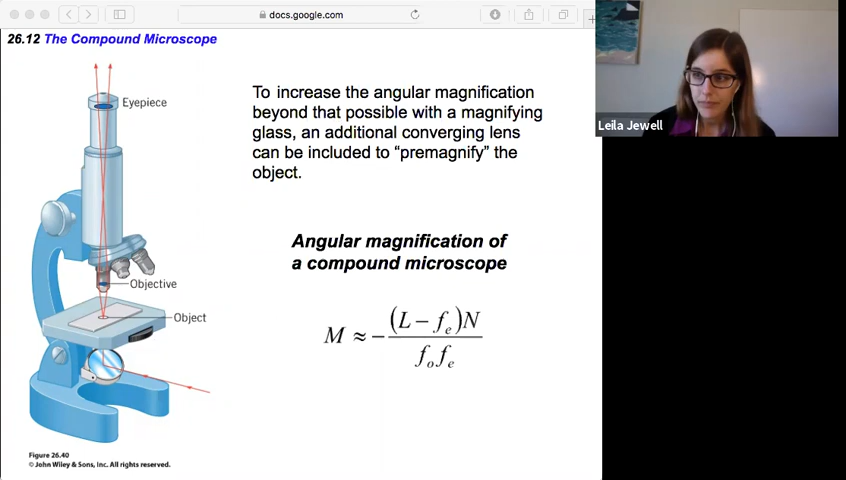 docs.google.com
26.12 The Compound Microscope
Eyepiece
To increase the angular magnification
beyond that possible with a magnifying
glass, an additional converging lens
can be included to “premagnify” the
object.
Leila Jewell
Angular magnification of
a compound microscope
Objective
Object
M ≈ − (L − fₑ)N / fₒfₑ
Figure 26.40
© John Wiley & Sons, Inc. All rights reserved.